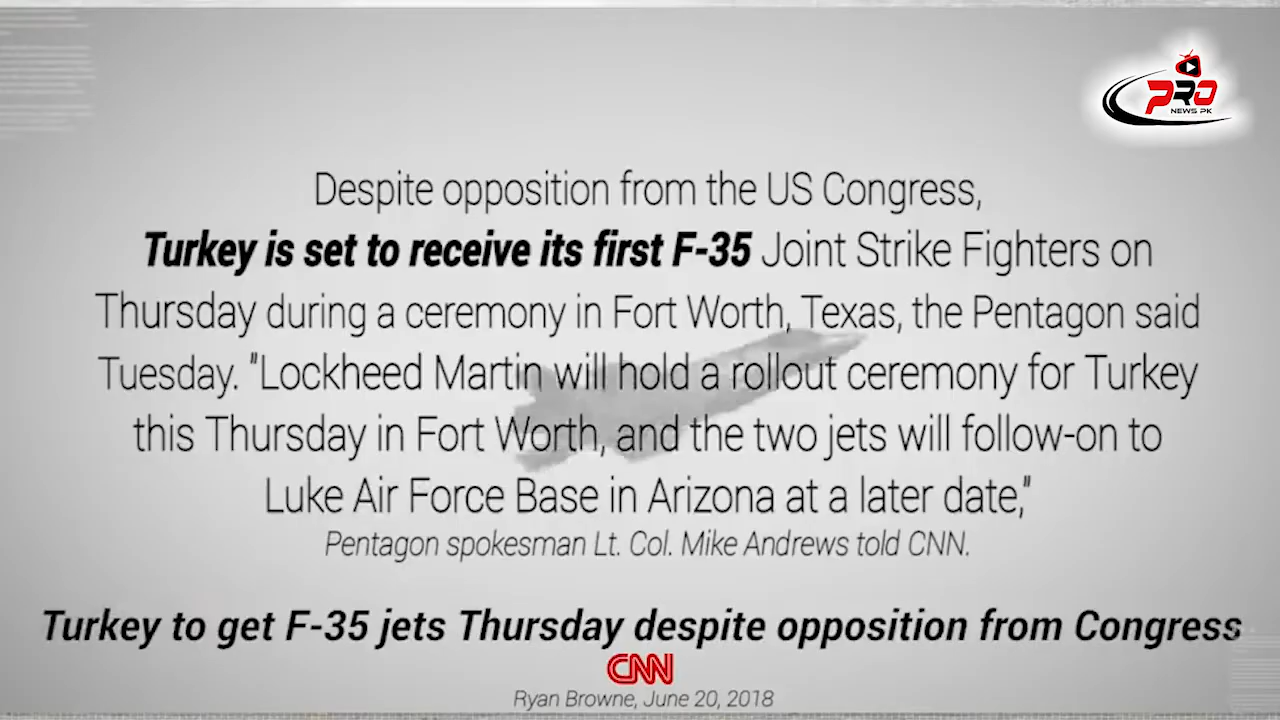 PRO
NEWS PK
Despite opposition from the US Congress,
Turkey is set to receive its first F-35 Joint Strike Fighters on
Thursday during a ceremony in Fort Worth, Texas, the Pentagon said
Tuesday. "Lockheed Martin will hold a rollout ceremony for Turkey
this Thursday in Fort Worth, and the two jets will follow-on to
Luke Air Force Base in Arizona at a later date,"
Pentagon spokesman Lt. Col. Mike Andrews told CNN.
Turkey to get F-35 jets Thursday despite opposition from Congress
CNN
Ryan Browne, June 20, 2018